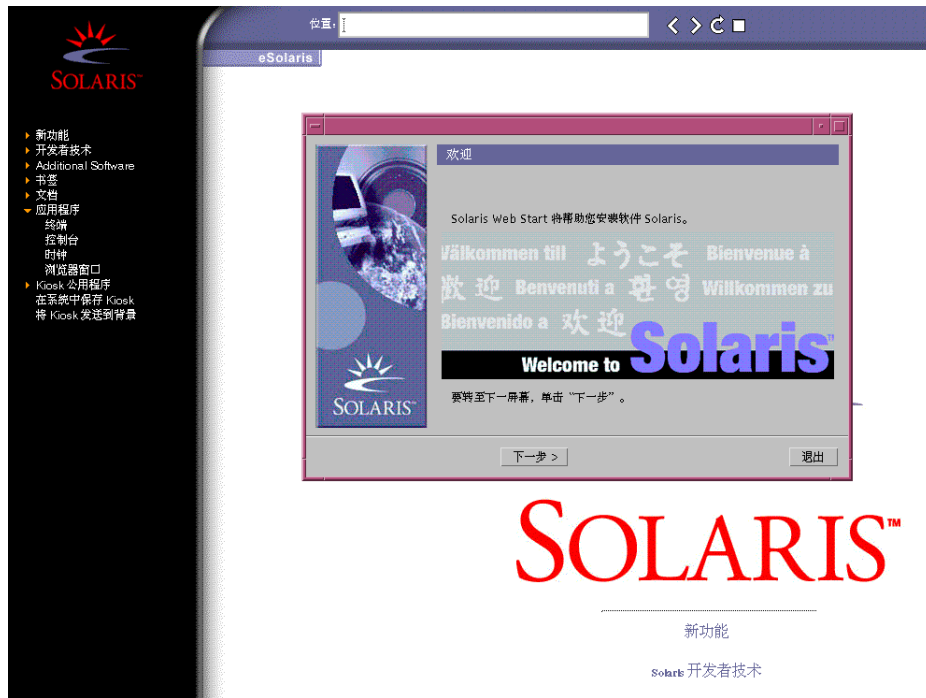 位置:
eSolaris
SOLARIS™
新功能
开发者技术
Additional Software
书签
文档
应用程序
终端
控制台
时钟
浏览器窗口
Kiosk 公用程序
在系统中保存 Kiosk
将 Kiosk 发送到背景
欢迎
Solaris Web Start 将帮助您安装软件 Solaris。
Välkommen till ようこそ Bienvenue à
歡迎 Benvenuti a 환영 Willkommen zu
Bienvenido a 欢迎
Welcome to Solaris™
要转至下一屏幕，单击“下一步”。
SOLARIS™
下一步 >
退出
SOLARIS™
新功能
Solaris 开发者技术